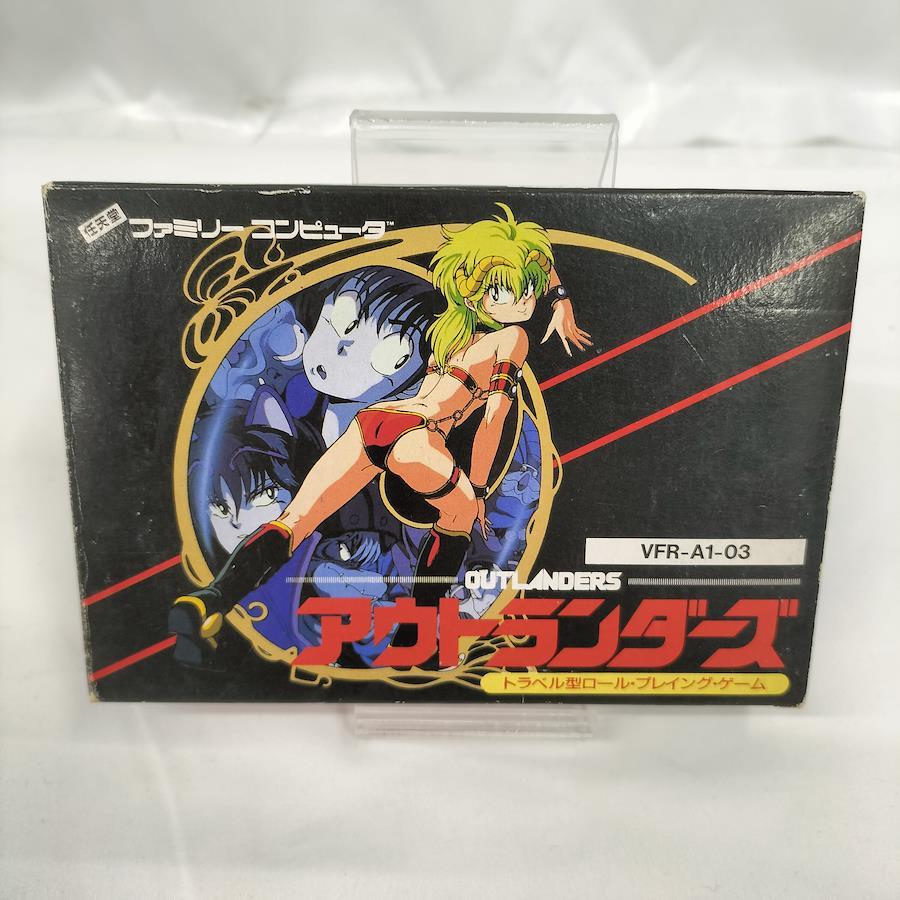 任天堂
ファミリーコンピュータ™
VFR-A1-03
OUTLANDERS
アウトランダーズ
トラベル型ロール・プレイング・ゲーム